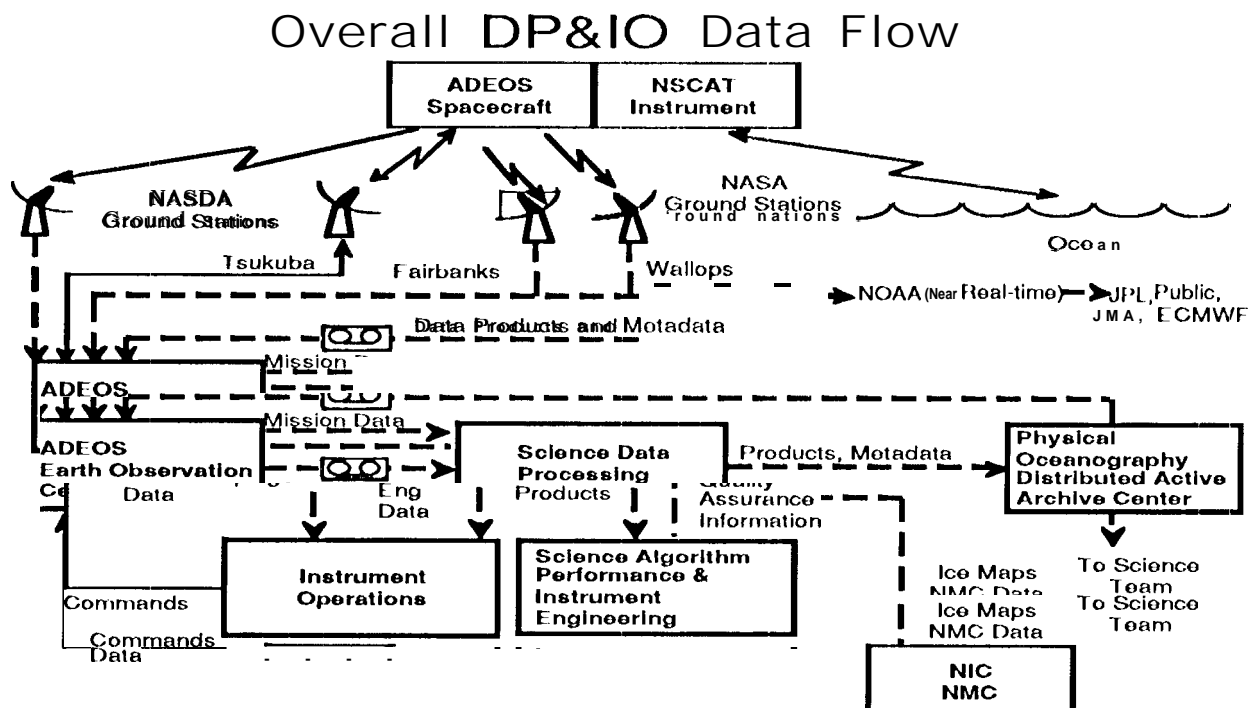 Overall DP&IO Data Flow
ADEOS
Spacecraft
NSCAT
Instrument
NASDA
Ground Stations
NASA
Ground Stations
round nations
Ocean
Tsukuba
Fairbanks
Wallops
NOAA (Near Real-time)
JPL, Public,
JMA, ECMWF
Data Products and Motadata
Mission
ADEOS
Mission Data
ADEOS
Earth Observation
Data
Science Data
Processing
Products, Motadata
Physical
Oceanography
Distributed Active
Archive Center
Eng
Data
Products
Quality
Assurance
Information
Instrument
Operations
Science Algorithm
Performance &
Instrument
Engineering
Ice Maps
NMC Data
Ice Maps
NMC Data
To Science
Team
To Science
Team
Commands
Commands
Data
NIC
NMC